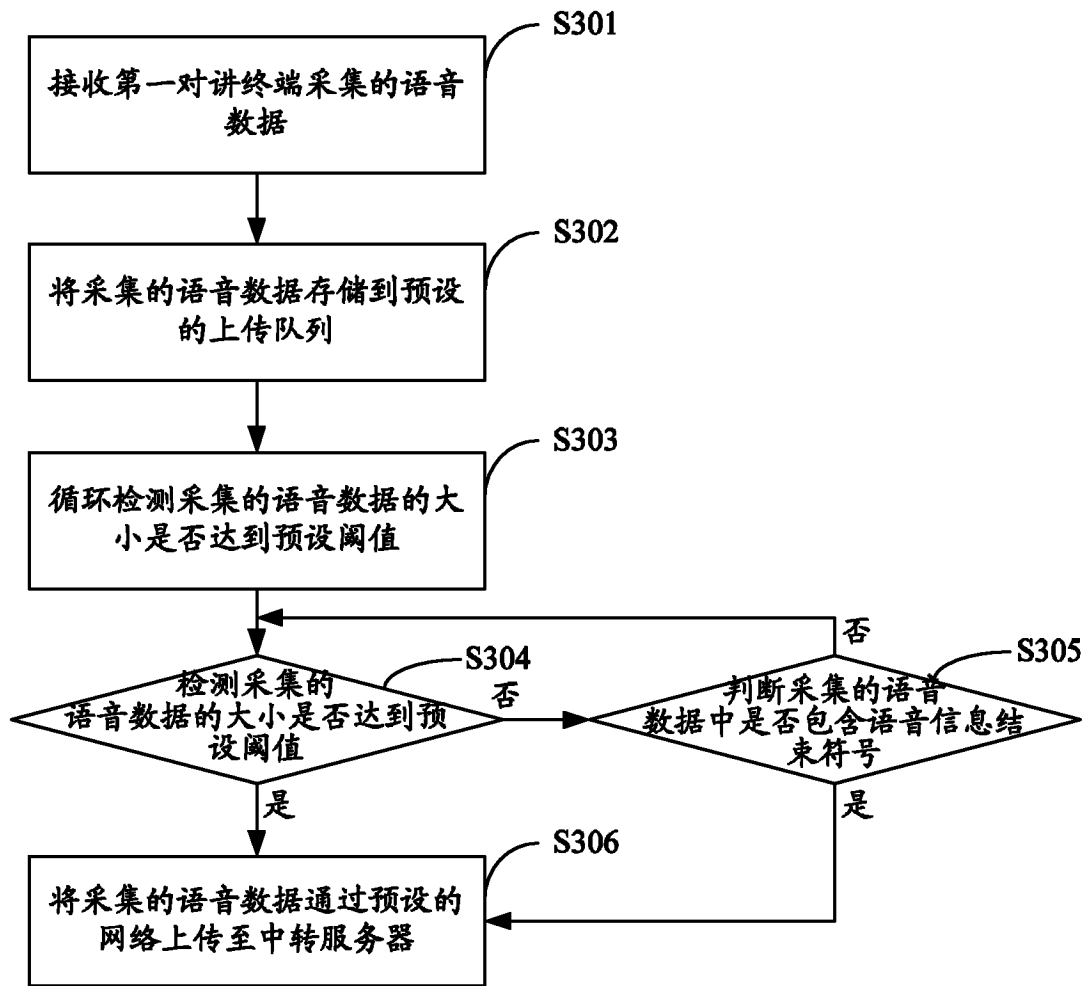 S301
接收第一对讲终端采集的语音
数据
S302
将采集的语音数据存储到预设
的上传队列
S303
循环检测采集的语音数据的大
小是否达到预设阈值
否
S304
S305
检测采集的
语音数据的大小是否达到预
设阈值
否
判断采集的语音
数据中是否包含语音信息结
束符号
是
是
S306
将采集的语音数据通过预设的
网络上传至中转服务器